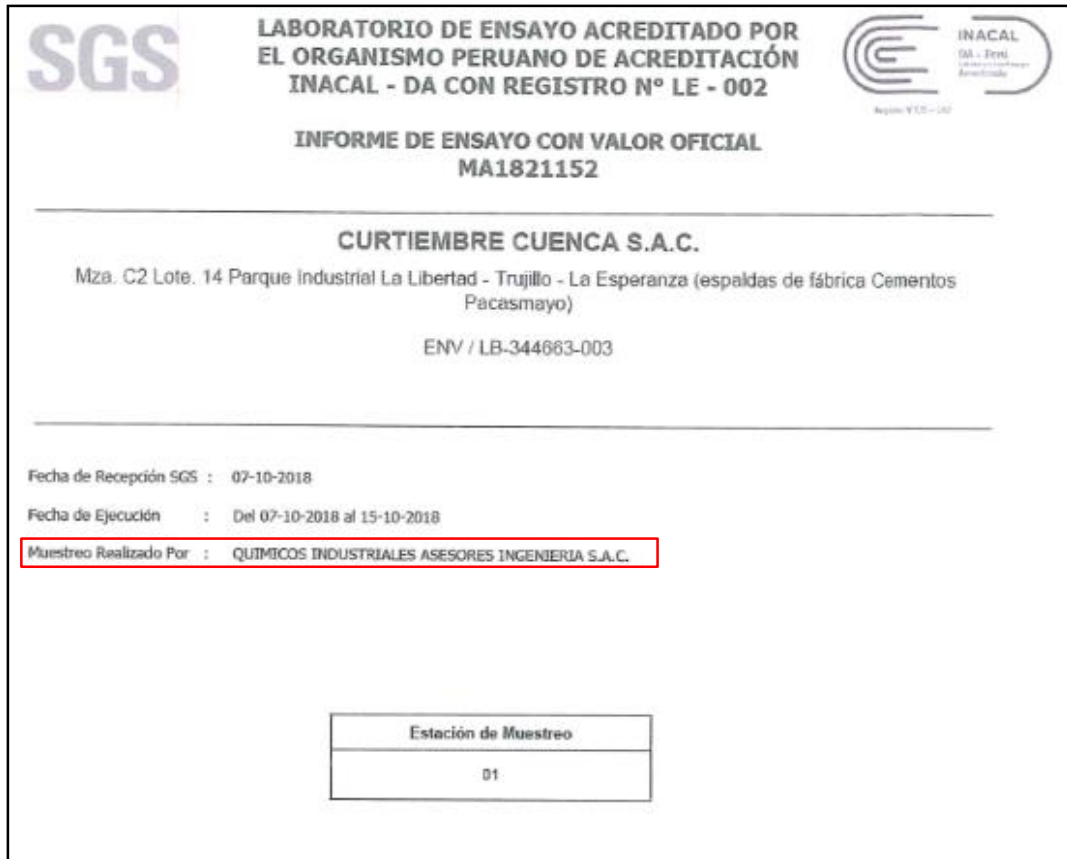 SGS
LABORATORIO DE ENSAYO ACREDITADO POR
EL ORGANISMO PERUANO DE ACREDITACIÓN
INACAL - DA CON REGISTRO N° LE - 002
INACAL
DA - Perú
Acreditado
INFORME DE ENSAYO CON VALOR OFICIAL
MA1821152
CURTIEMBRE CUENCA S.A.C.
Mza. C2 Lote. 14 Parque Industrial La Libertad - Trujillo - La Esperanza (espaldas de fábrica Cementos
Pacasmayo)
ENV / LB-344663-003
Fecha de Recepción SGS : 07-10-2018
Fecha de Ejecución : Del 07-10-2018 al 15-10-2018
Muestreo Realizado Por : QUIMICOS INDUSTRIALES ASESORES INGENIERIA S.A.C.
Estación de Muestreo
01